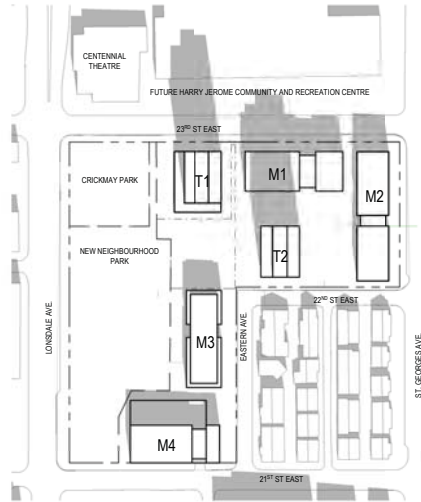 CENTENNIAL
THEATRE
FUTURE HARRY JEROME COMMUNITY AND RECREATION CENTRE
23RD ST EAST
CRICKMAY PARK
T1
M1
M2
NEW NEIGHBOURHOOD
PARK
T2
LONSDALE AVE.
EASTERN AVE.
22ND ST EAST
ST. GEORGES AVE.
M3
M4
21ST ST EAST